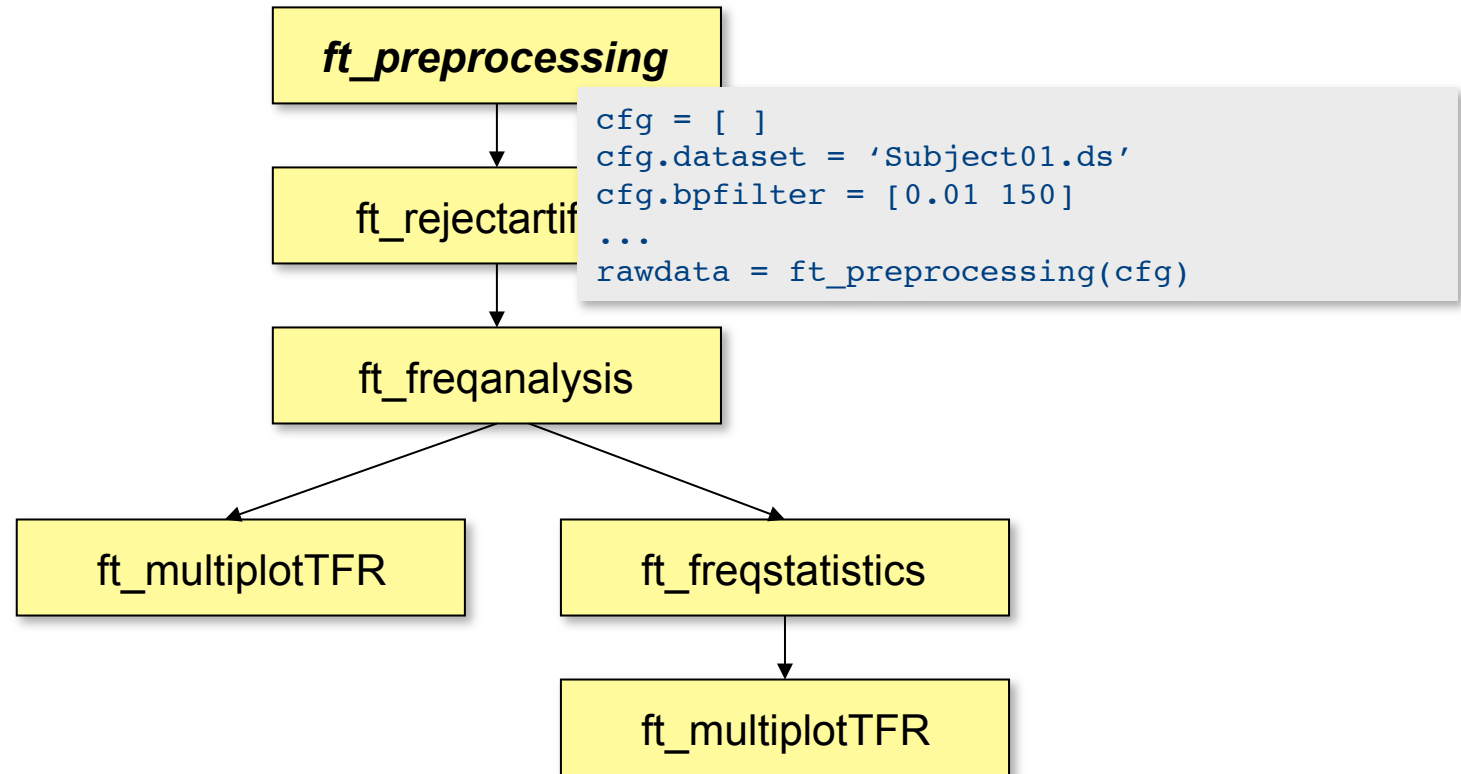 ft_preprocessing
cfg = [ ]
cfg.dataset = ‘Subject01.ds’
cfg.bpfilter = [0.01 150]
...
rawdata = ft_preprocessing(cfg)
ft_rejectartif
ft_freqanalysis
ft_multiplotTFR
ft_freqstatistics
ft_multiplotTFR